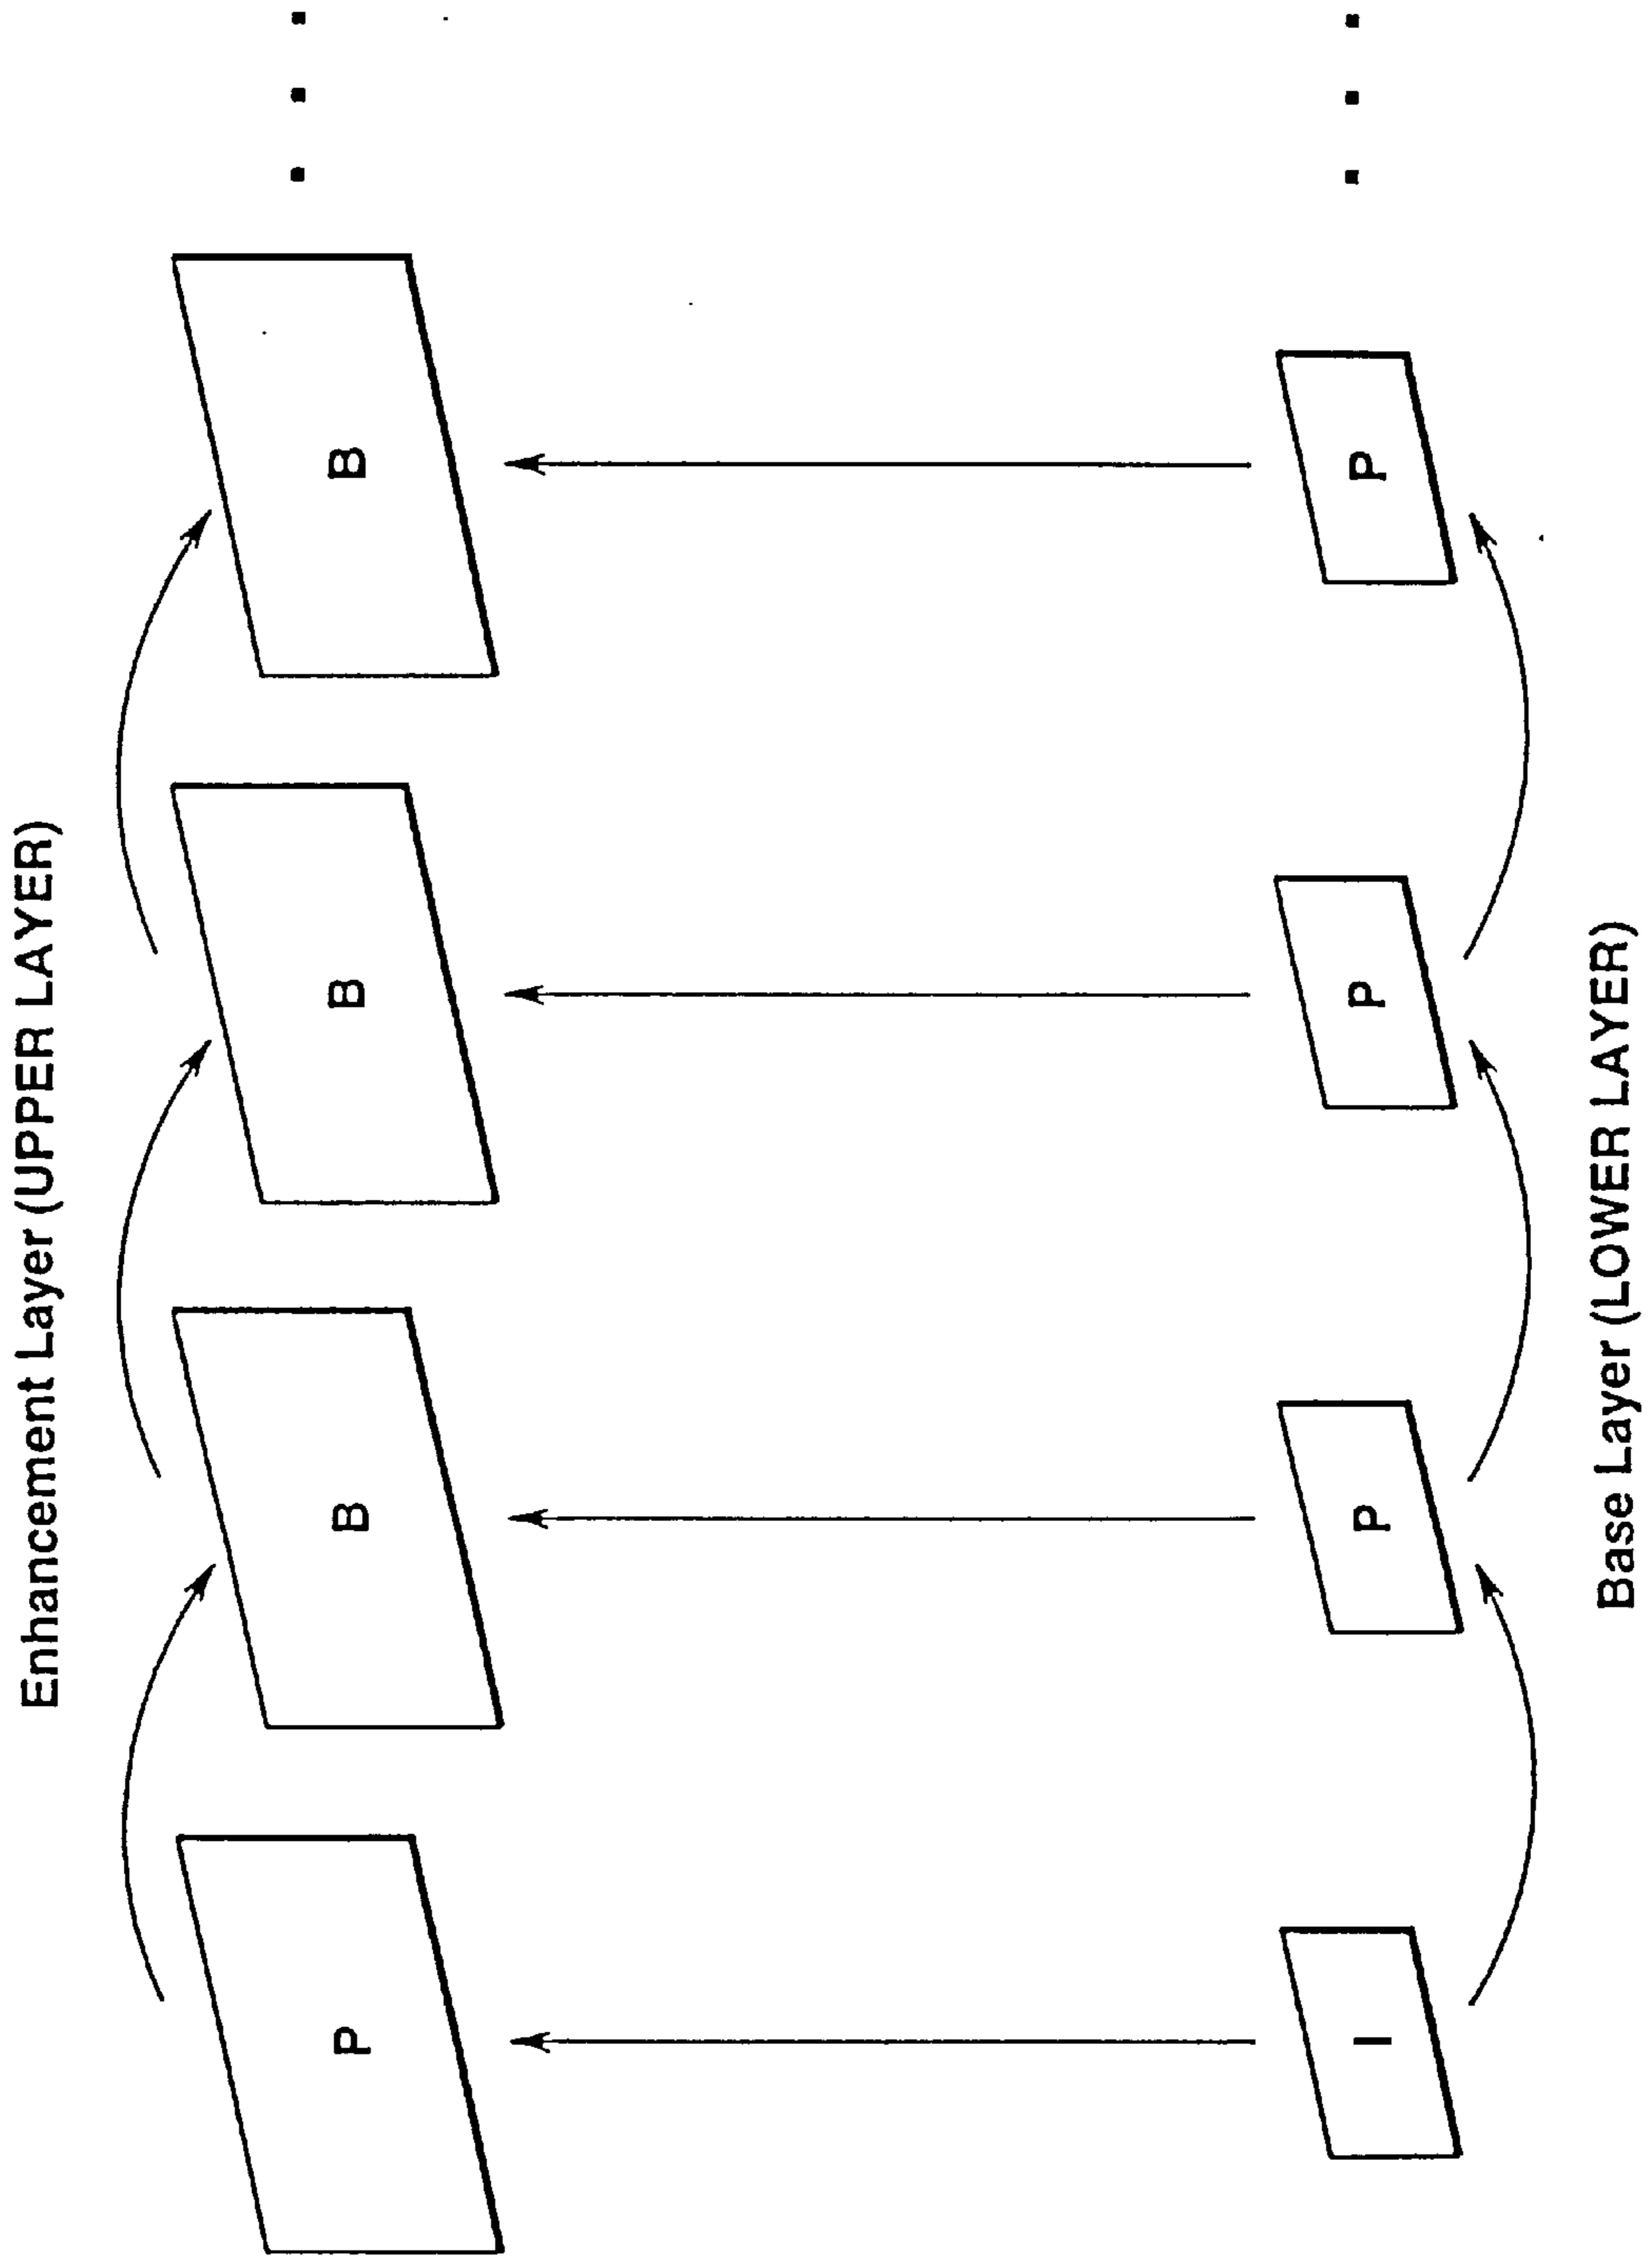 Enhancement Layer (UPPER LAYER)
P B B B
I P P P
Base Layer (LOWER LAYER)